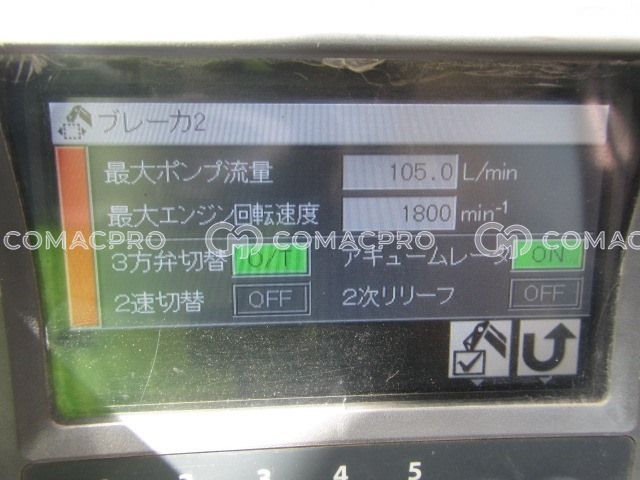 ブレーカ2
最大ポンプ流量 105.0 L/min
最大エンジン回転速度 1800 min-1
COMACPRO COMACPRO COMACPRO
3方弁切替 O/T アキュームレータ ON
2速切替 OFF 2次リリーフ OFF
2 3 4 5